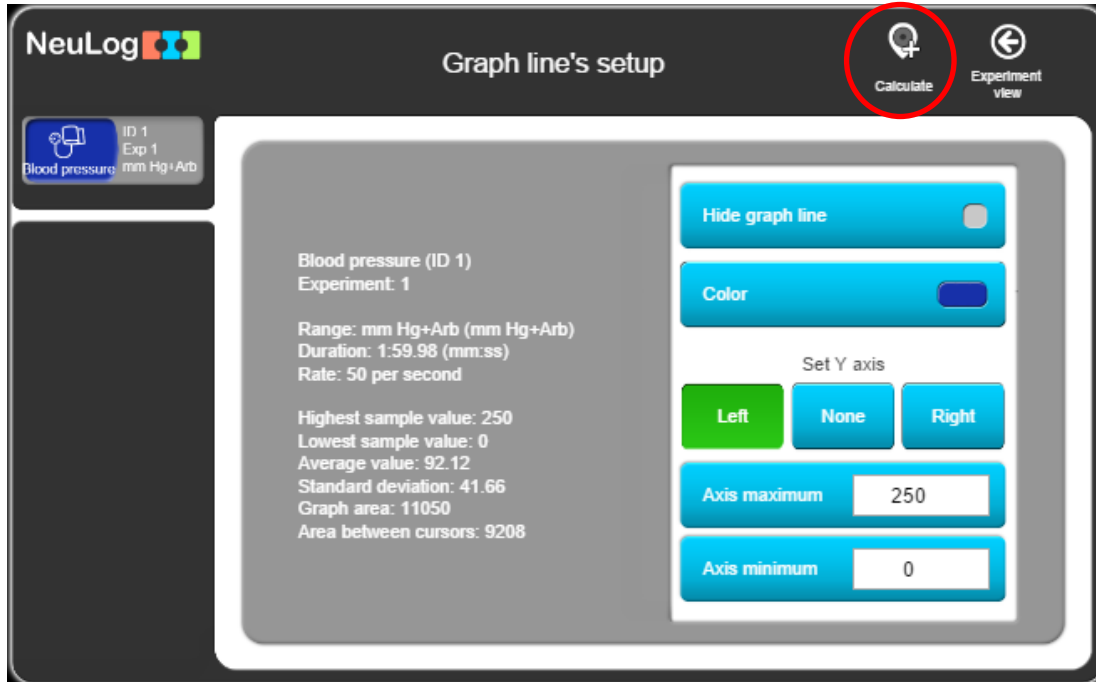 NeuLog
Graph line's setup
Calculate
Experiment
view
Blood pressure
ID 1
Exp 1
mm Hg+Arb
Blood pressure (ID 1)
Experiment: 1
Range: mm Hg+Arb (mm Hg+Arb)
Duration: 1:59.98 (mm:ss)
Rate: 50 per second
Highest sample value: 250
Lowest sample value: 0
Average value: 92.12
Standard deviation: 41.66
Graph area: 11050
Area between cursors: 9208
Hide graph line
Color
Set Y axis
Left
None
Right
Axis maximum
250
Axis minimum
0